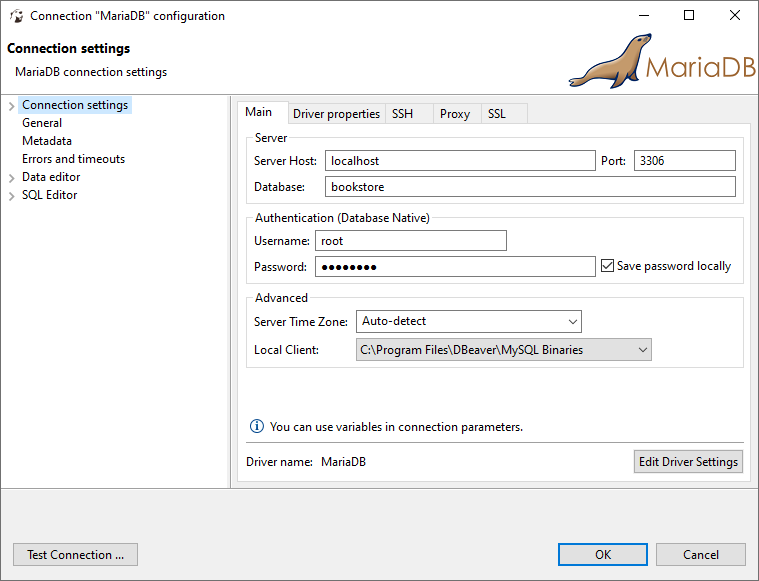 Connection "MariaDB" configuration
Connection settings
MariaDB connection settings
MariaDB
Connection settings
General
Metadata
Errors and timeouts
Data editor
SQL Editor
Main Driver properties SSH Proxy SSL
Server
Server Host: localhost Port: 3306
Database: bookstore
Authentication (Database Native)
Username: root
Password: ●●●●●●●● Save password locally
Advanced
Server Time Zone: Auto-detect
Local Client: C:\Program Files\DBeaver\MySQL Binaries
You can use variables in connection parameters.
Driver name: MariaDB Edit Driver Settings
Test Connection ... OK Cancel